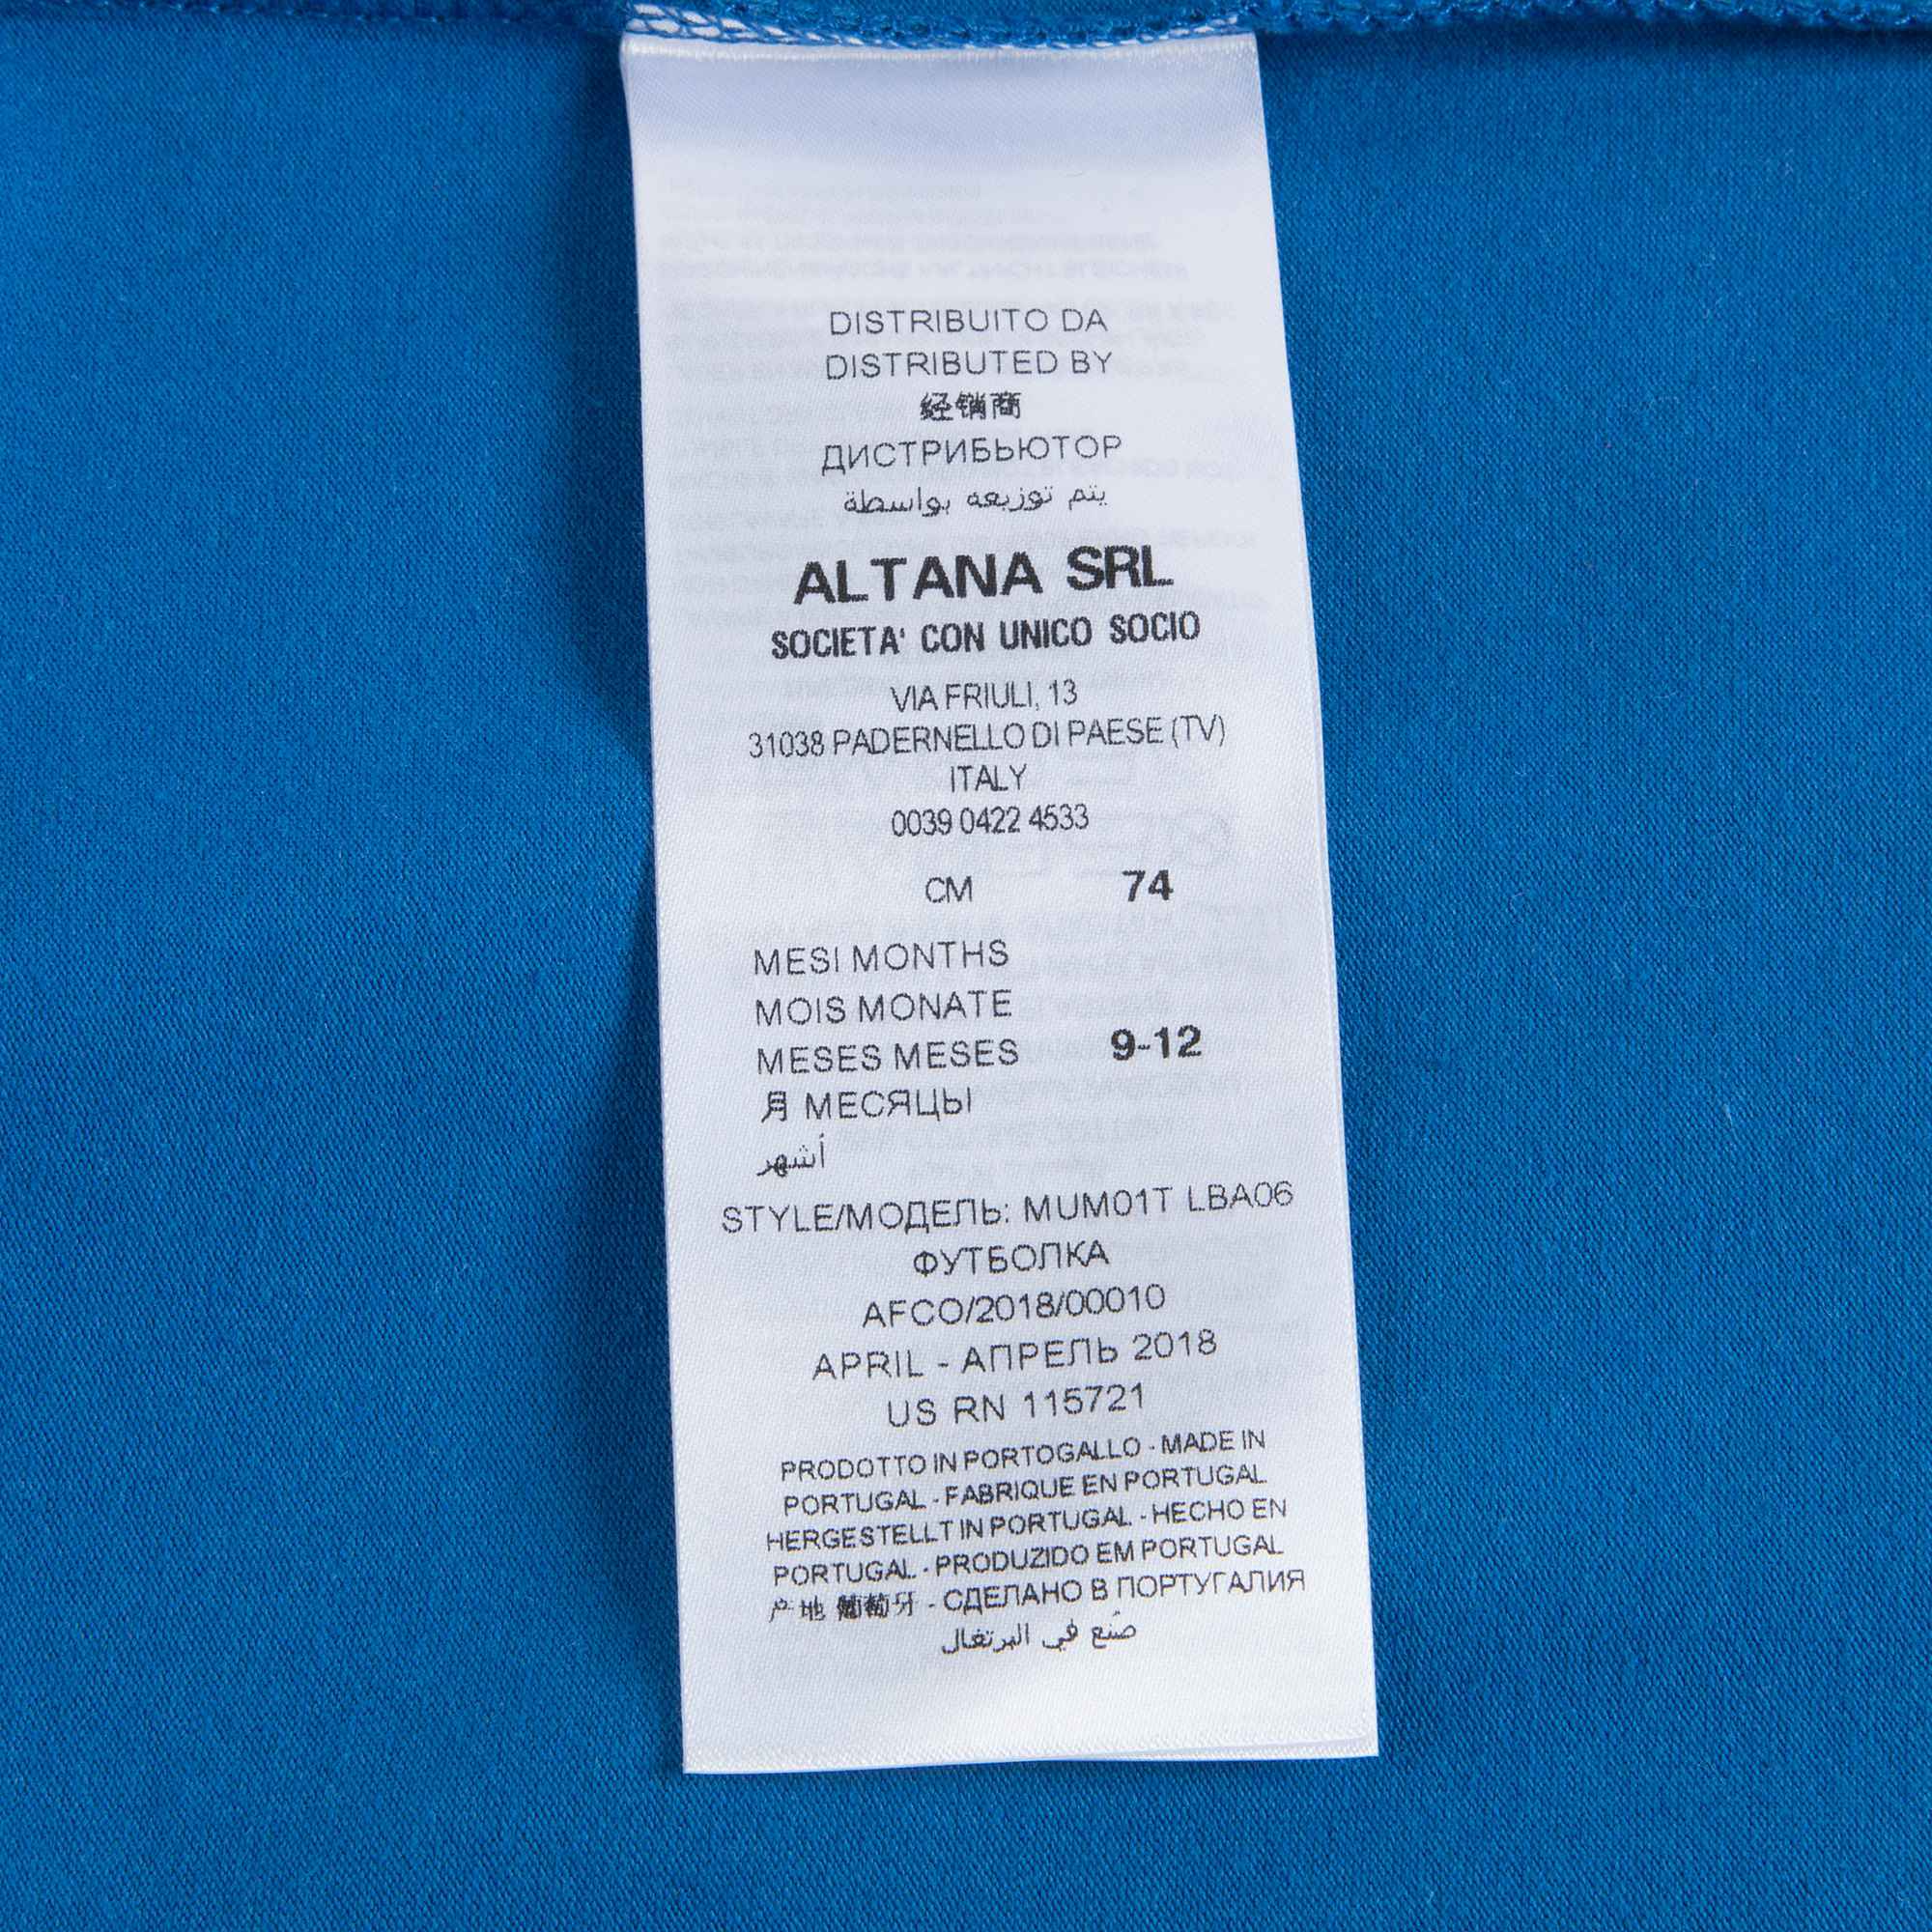 DISTRIBUITO DA
DISTRIBUTED BY
经销商
ДИСТРИБЬЮТОР
يتم توزيعه بواسطة
ALTANA SRL
SOCIETA' CON UNICO SOCIO
VIA FRIULI, 13
31038 PADERNELLO DI PAESE (TV)
ITALY
0039 0422 4533
CM 74
MESI MONTHS
MOIS MONATE
MESES MESES 9-12
月 МЕСЯЦЫ
أشهر
STYLE/МОДЕЛЬ: MUM01T LBA06
ФУТБОЛКА
AFCO/2018/00010
APRIL - АПРЕЛЬ 2018
US RN 115721
PRODOTTO IN PORTOGALLO - MADE IN
PORTUGAL - FABRIQUE EN PORTUGAL
HERGESTELLT IN PORTUGAL - HECHO EN
PORTUGAL - PRODUZIDO EM PORTUGAL
产地 葡萄牙 - СДЕЛАНО В ПОРТУГАЛИЯ
صُنع في البرتغال